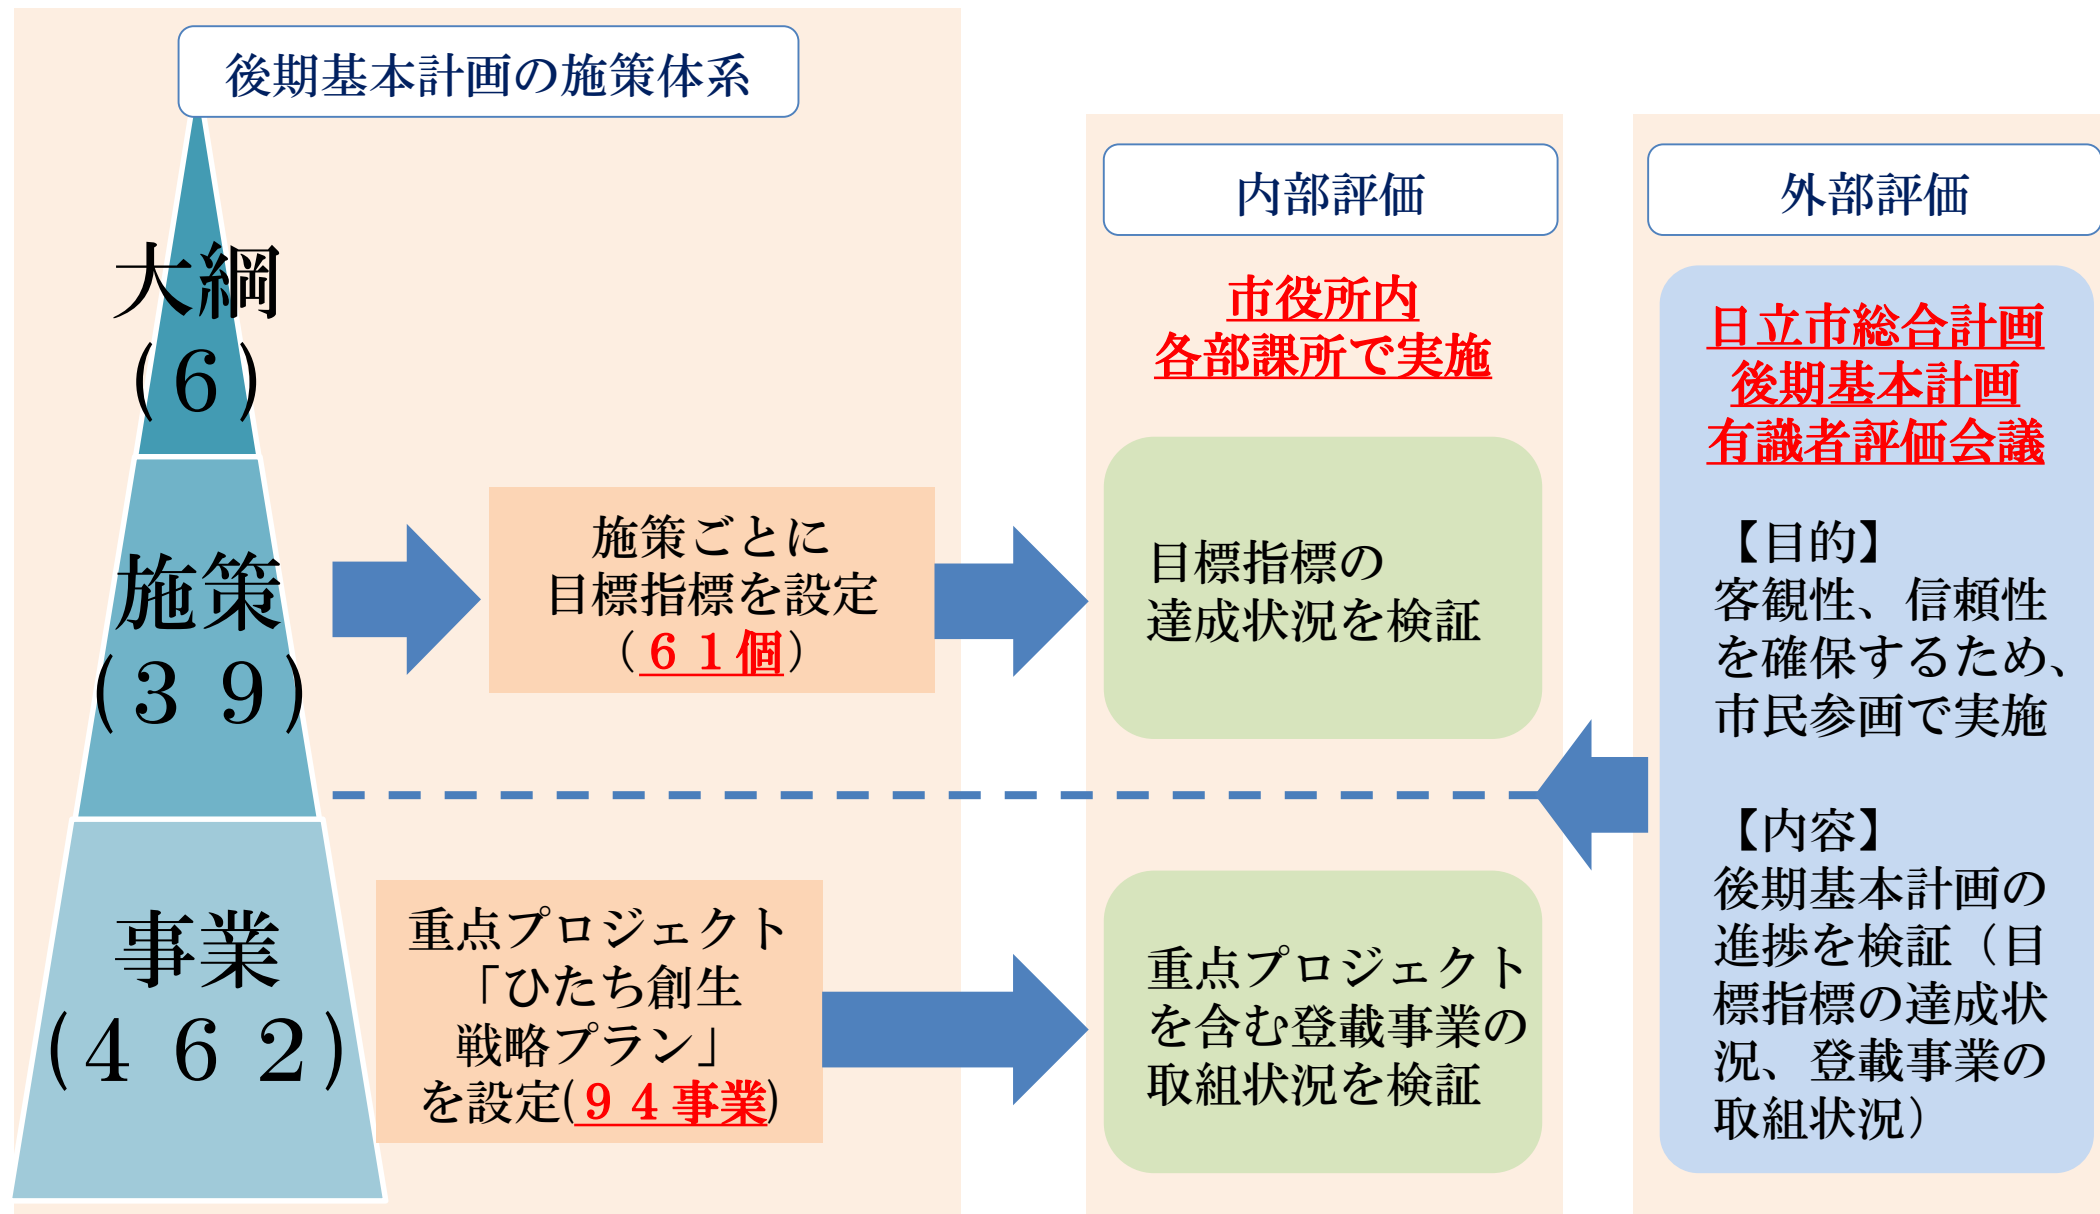 後期基本計画の施策体系
大綱
(６)
施策
(３９)
事業
(４６２)
施策ごとに
目標指標を設定
（６１個）
重点プロジェクト
「ひたち創生
戦略プラン」
を設定(９４事業)
内部評価
市役所内
各部課所で実施
目標指標の
達成状況を検証
重点プロジェクト
を含む登載事業の
取組状況を検証
外部評価
日立市総合計画
後期基本計画
有識者評価会議
【目的】
客観性、信頼性
を確保するため、
市民参画で実施
【内容】
後期基本計画の
進捗を検証（目
標指標の達成状
況、登載事業の
取組状況）